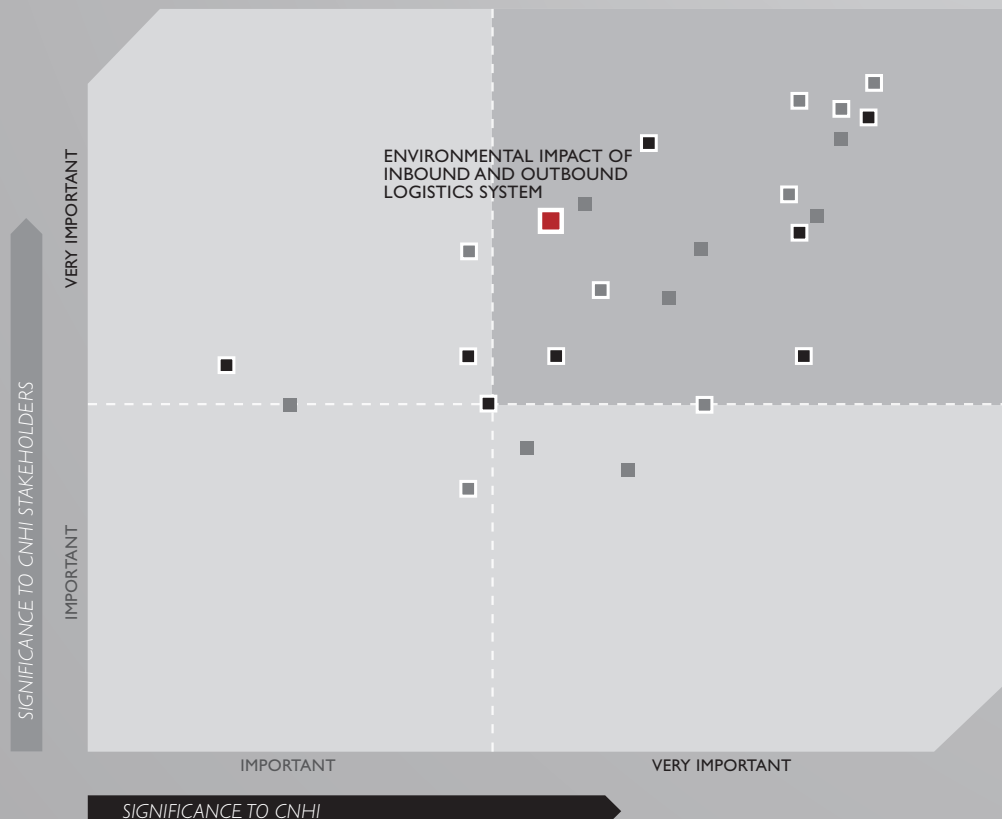 ENVIRONMENTAL IMPACT OF
INBOUND AND OUTBOUND
LOGISTICS SYSTEM
VERY IMPORTANT
IMPORTANT
SIGNIFICANCE TO CNHI STAKEHOLDERS
IMPORTANT
VERY IMPORTANT
SIGNIFICANCE TO CNHI